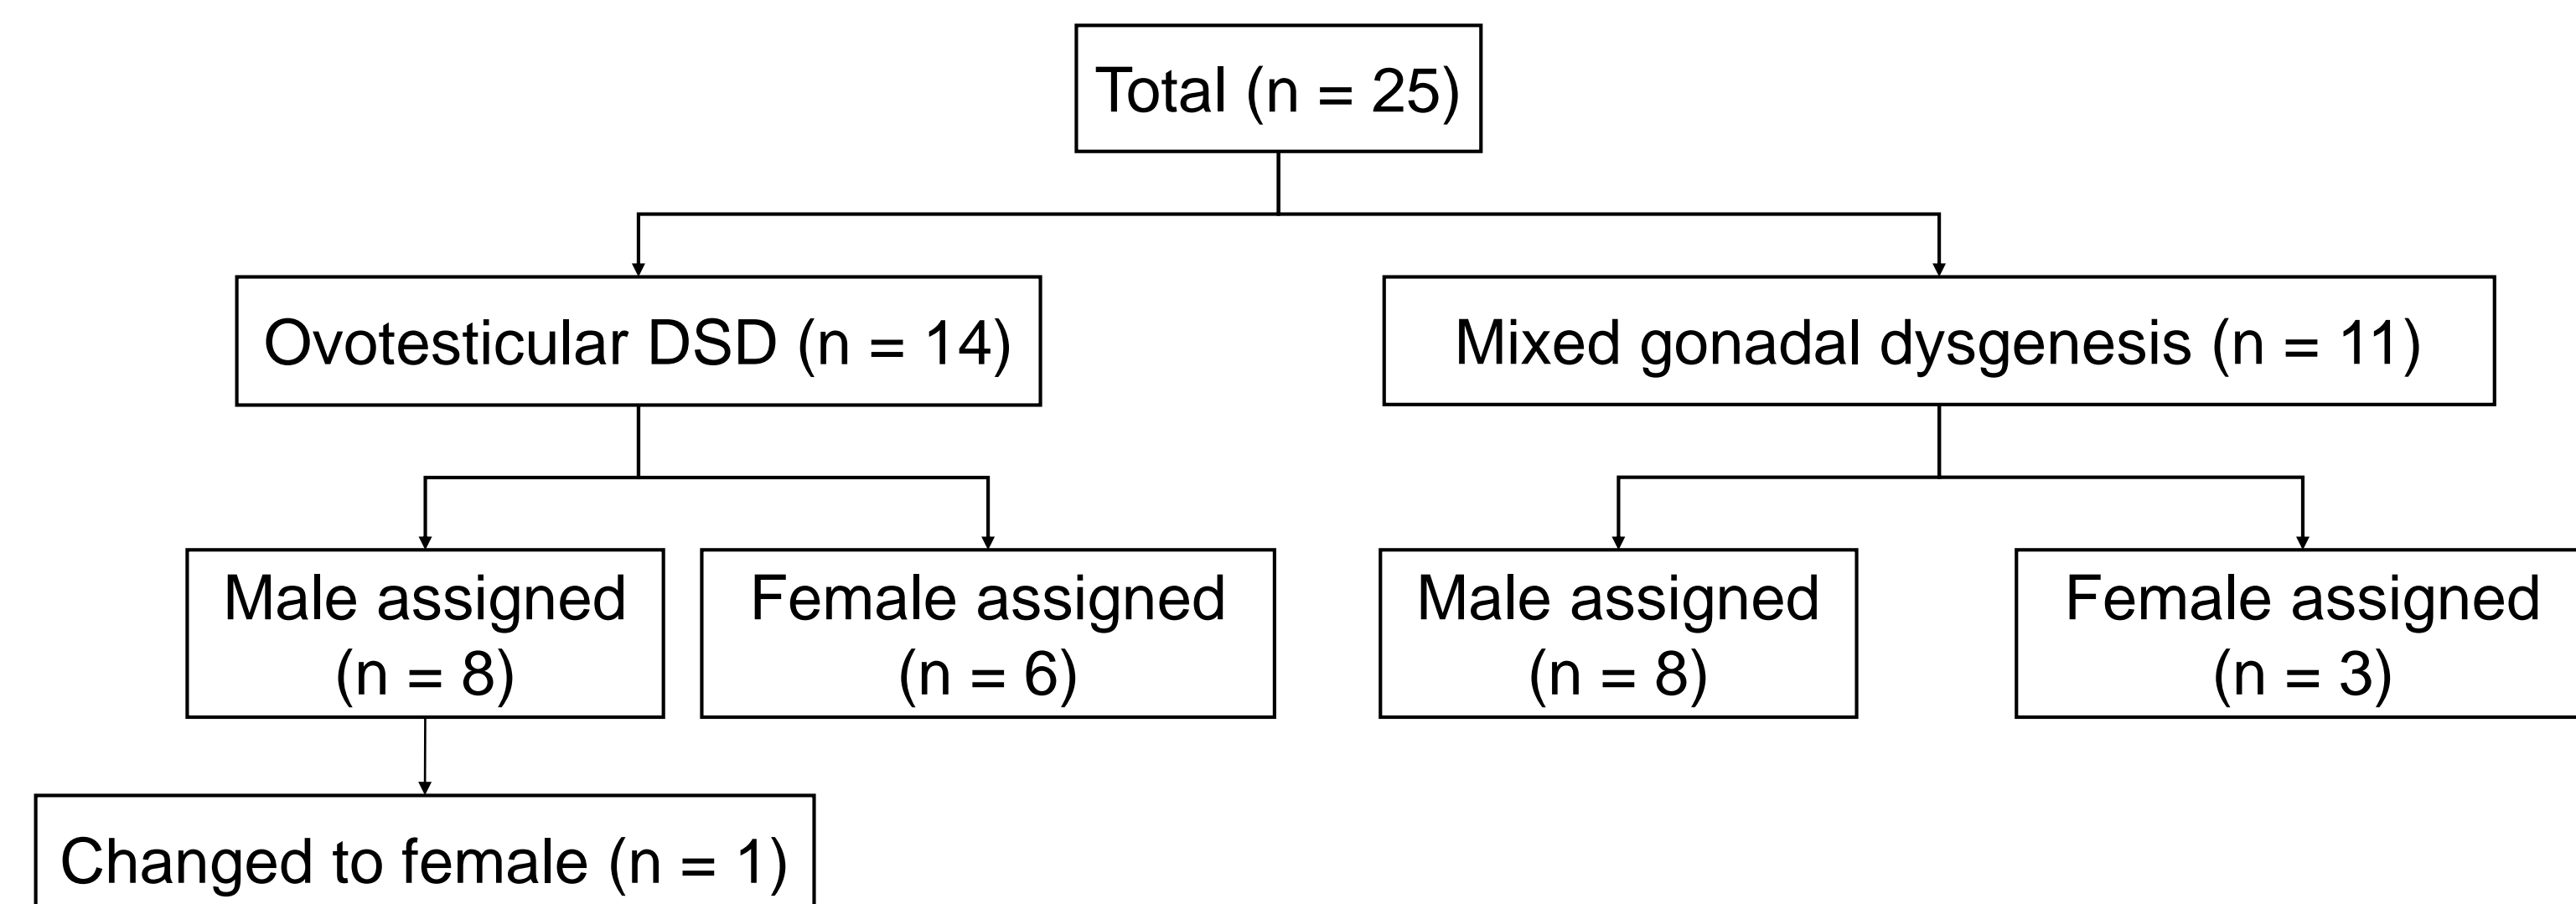 Total (n = 25)
Ovotesticular DSD (n = 14)
Mixed gonadal dysgenesis (n = 11)
Male assigned
(n = 8)
Female assigned
(n = 6)
Male assigned
(n = 8)
Female assigned
(n = 3)
Changed to female (n = 1)